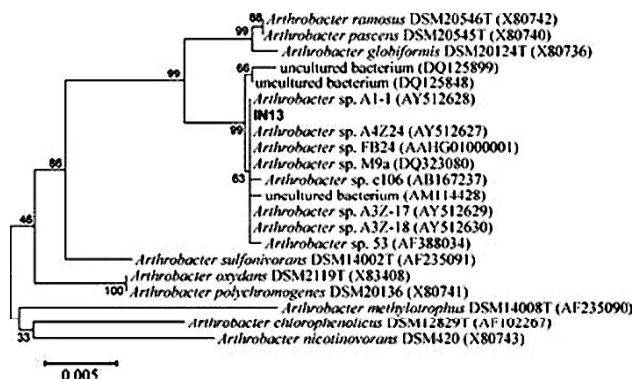 88 Arthrobacter ramosus DSM20546T (X80742)
99 Arthrobacter pascens DSM20545T (X80740)
Arthrobacter globiformis DSM20124T (X80736)
66 uncultured bacterium (DQ125899)
99 uncultured bacterium (DQ125848)
Arthrobacter sp. A1-1 (AY512628)
IN13
99 Arthrobacter sp. A4Z24 (AY512627)
Arthrobacter sp. FB24 (AAHG01000001)
Arthrobacter sp. M9a (DQ323080)
63 Arthrobacter sp. c106 (AB167237)
86 uncultured bacterium (AM114428)
Arthrobacter sp. A3Z-17 (AY512629)
46 Arthrobacter sp. A3Z-18 (AY512630)
Arthrobacter sp. 53 (AF388034)
Arthrobacter sulfonivorans DSM14002T (AF235091)
Arthrobacter oxydans DSM2119T (X83408)
100 Arthrobacter polychromogenes DSM20136 (X80741)
Arthrobacter methylotrophus DSM14008T (AF235090)
Arthrobacter chlorophenolicus DSM12829T (AF102267)
33 Arthrobacter nicotinovorans DSM420 (X80743)
0.005